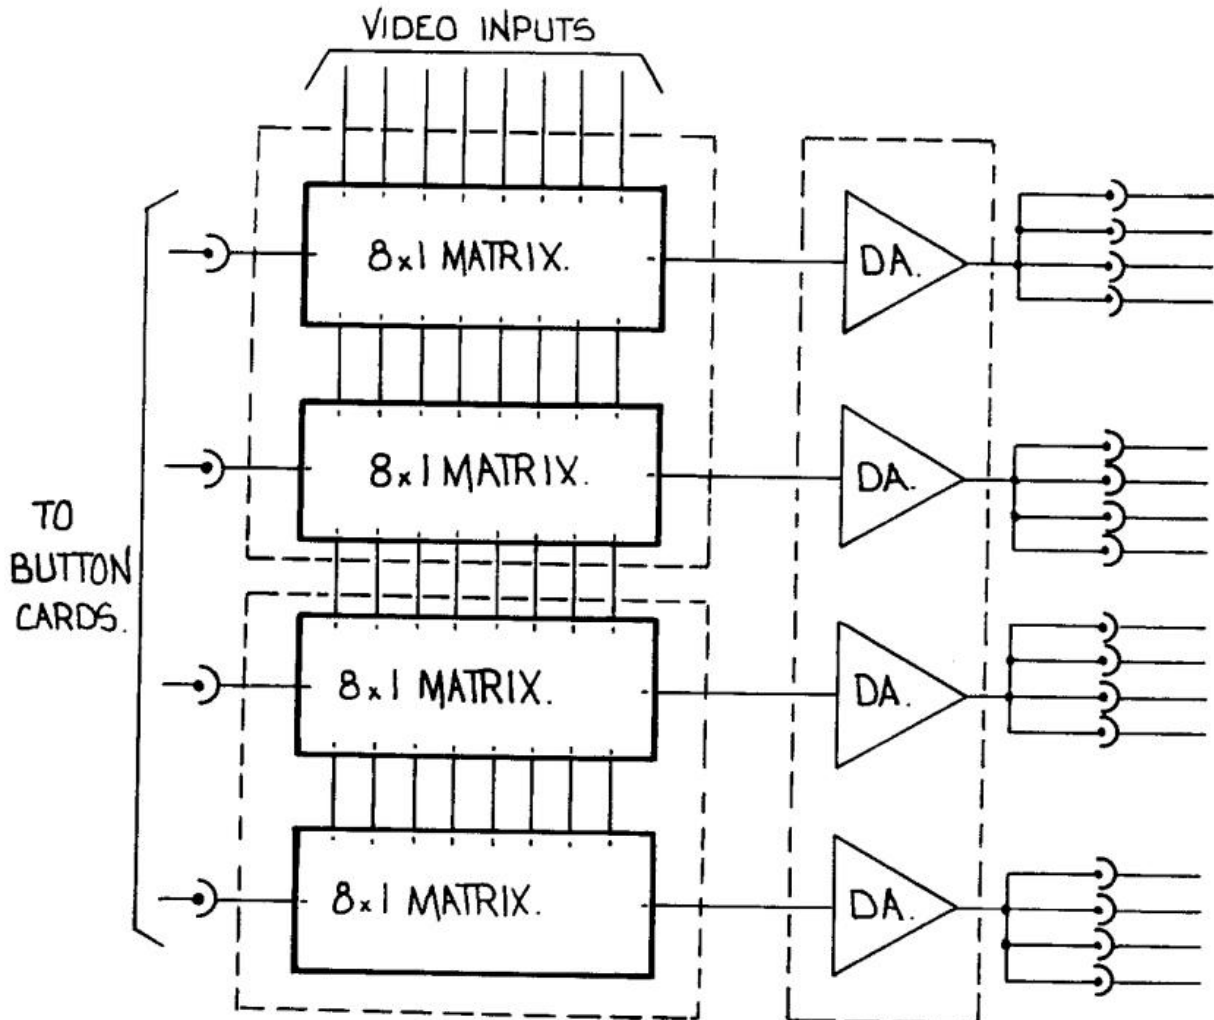 VIDEO INPUTS
8x1 MATRIX.
DA.
8x1 MATRIX.
DA.
TO
BUTTON
CARDS.
8x1 MATRIX.
DA.
8x1 MATRIX.
DA.